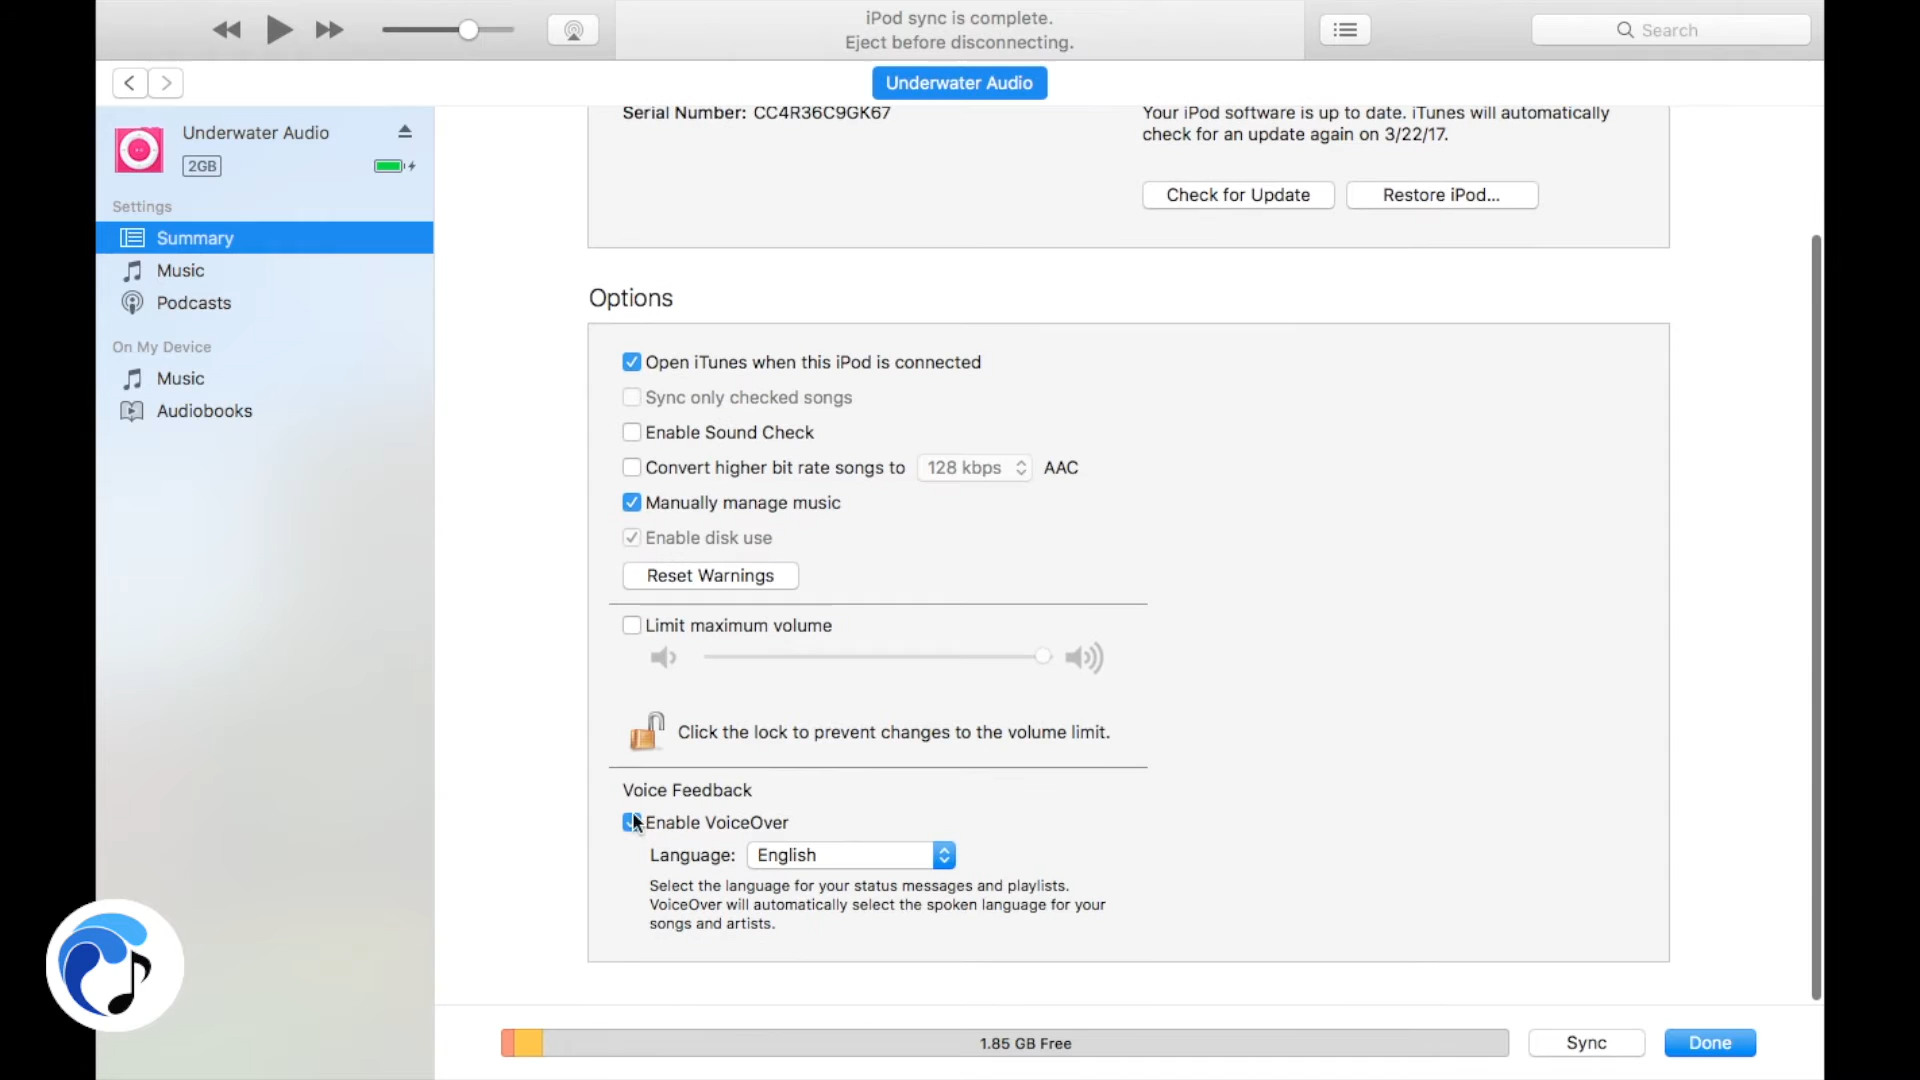 iPod sync is complete.
Eject before disconnecting.
Search
Underwater Audio
Underwater Audio
2GB
Settings
Summary
Music
Podcasts
On My Device
Music
Audiobooks
Serial Number: CC4R36C9GK67
Your iPod software is up to date. iTunes will automatically
check for an update again on 3/22/17.
Check for Update
Restore iPod...
Options
Open iTunes when this iPod is connected
Sync only checked songs
Enable Sound Check
Convert higher bit rate songs to 128 kbps AAC
Manually manage music
Enable disk use
Reset Warnings
Limit maximum volume
Click the lock to prevent changes to the volume limit.
Voice Feedback
Enable VoiceOver
Language: English
Select the language for your status messages and playlists.
VoiceOver will automatically select the spoken language for your
songs and artists.
1.85 GB Free
Sync
Done